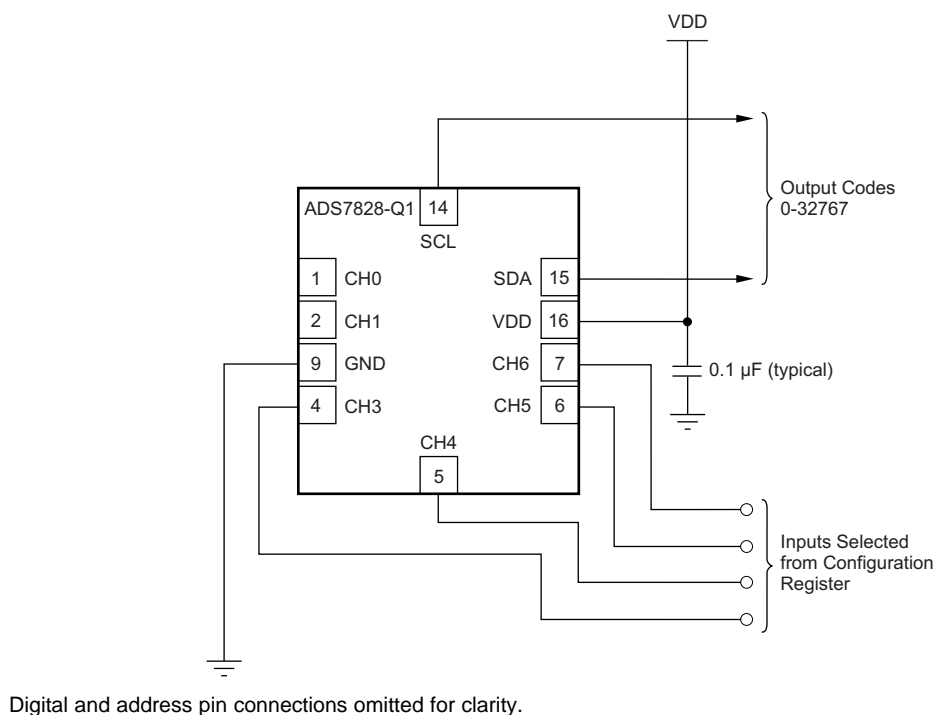 VDD
ADS7828-Q1 14
SCL
Output Codes
0-32767
1 CH0
SDA 15
2 CH1
VDD 16
9 GND
CH6 7
0.1 µF (typical)
4 CH3
CH5 6
CH4
5
Inputs Selected
from Configuration
Register
Digital and address pin connections omitted for clarity.